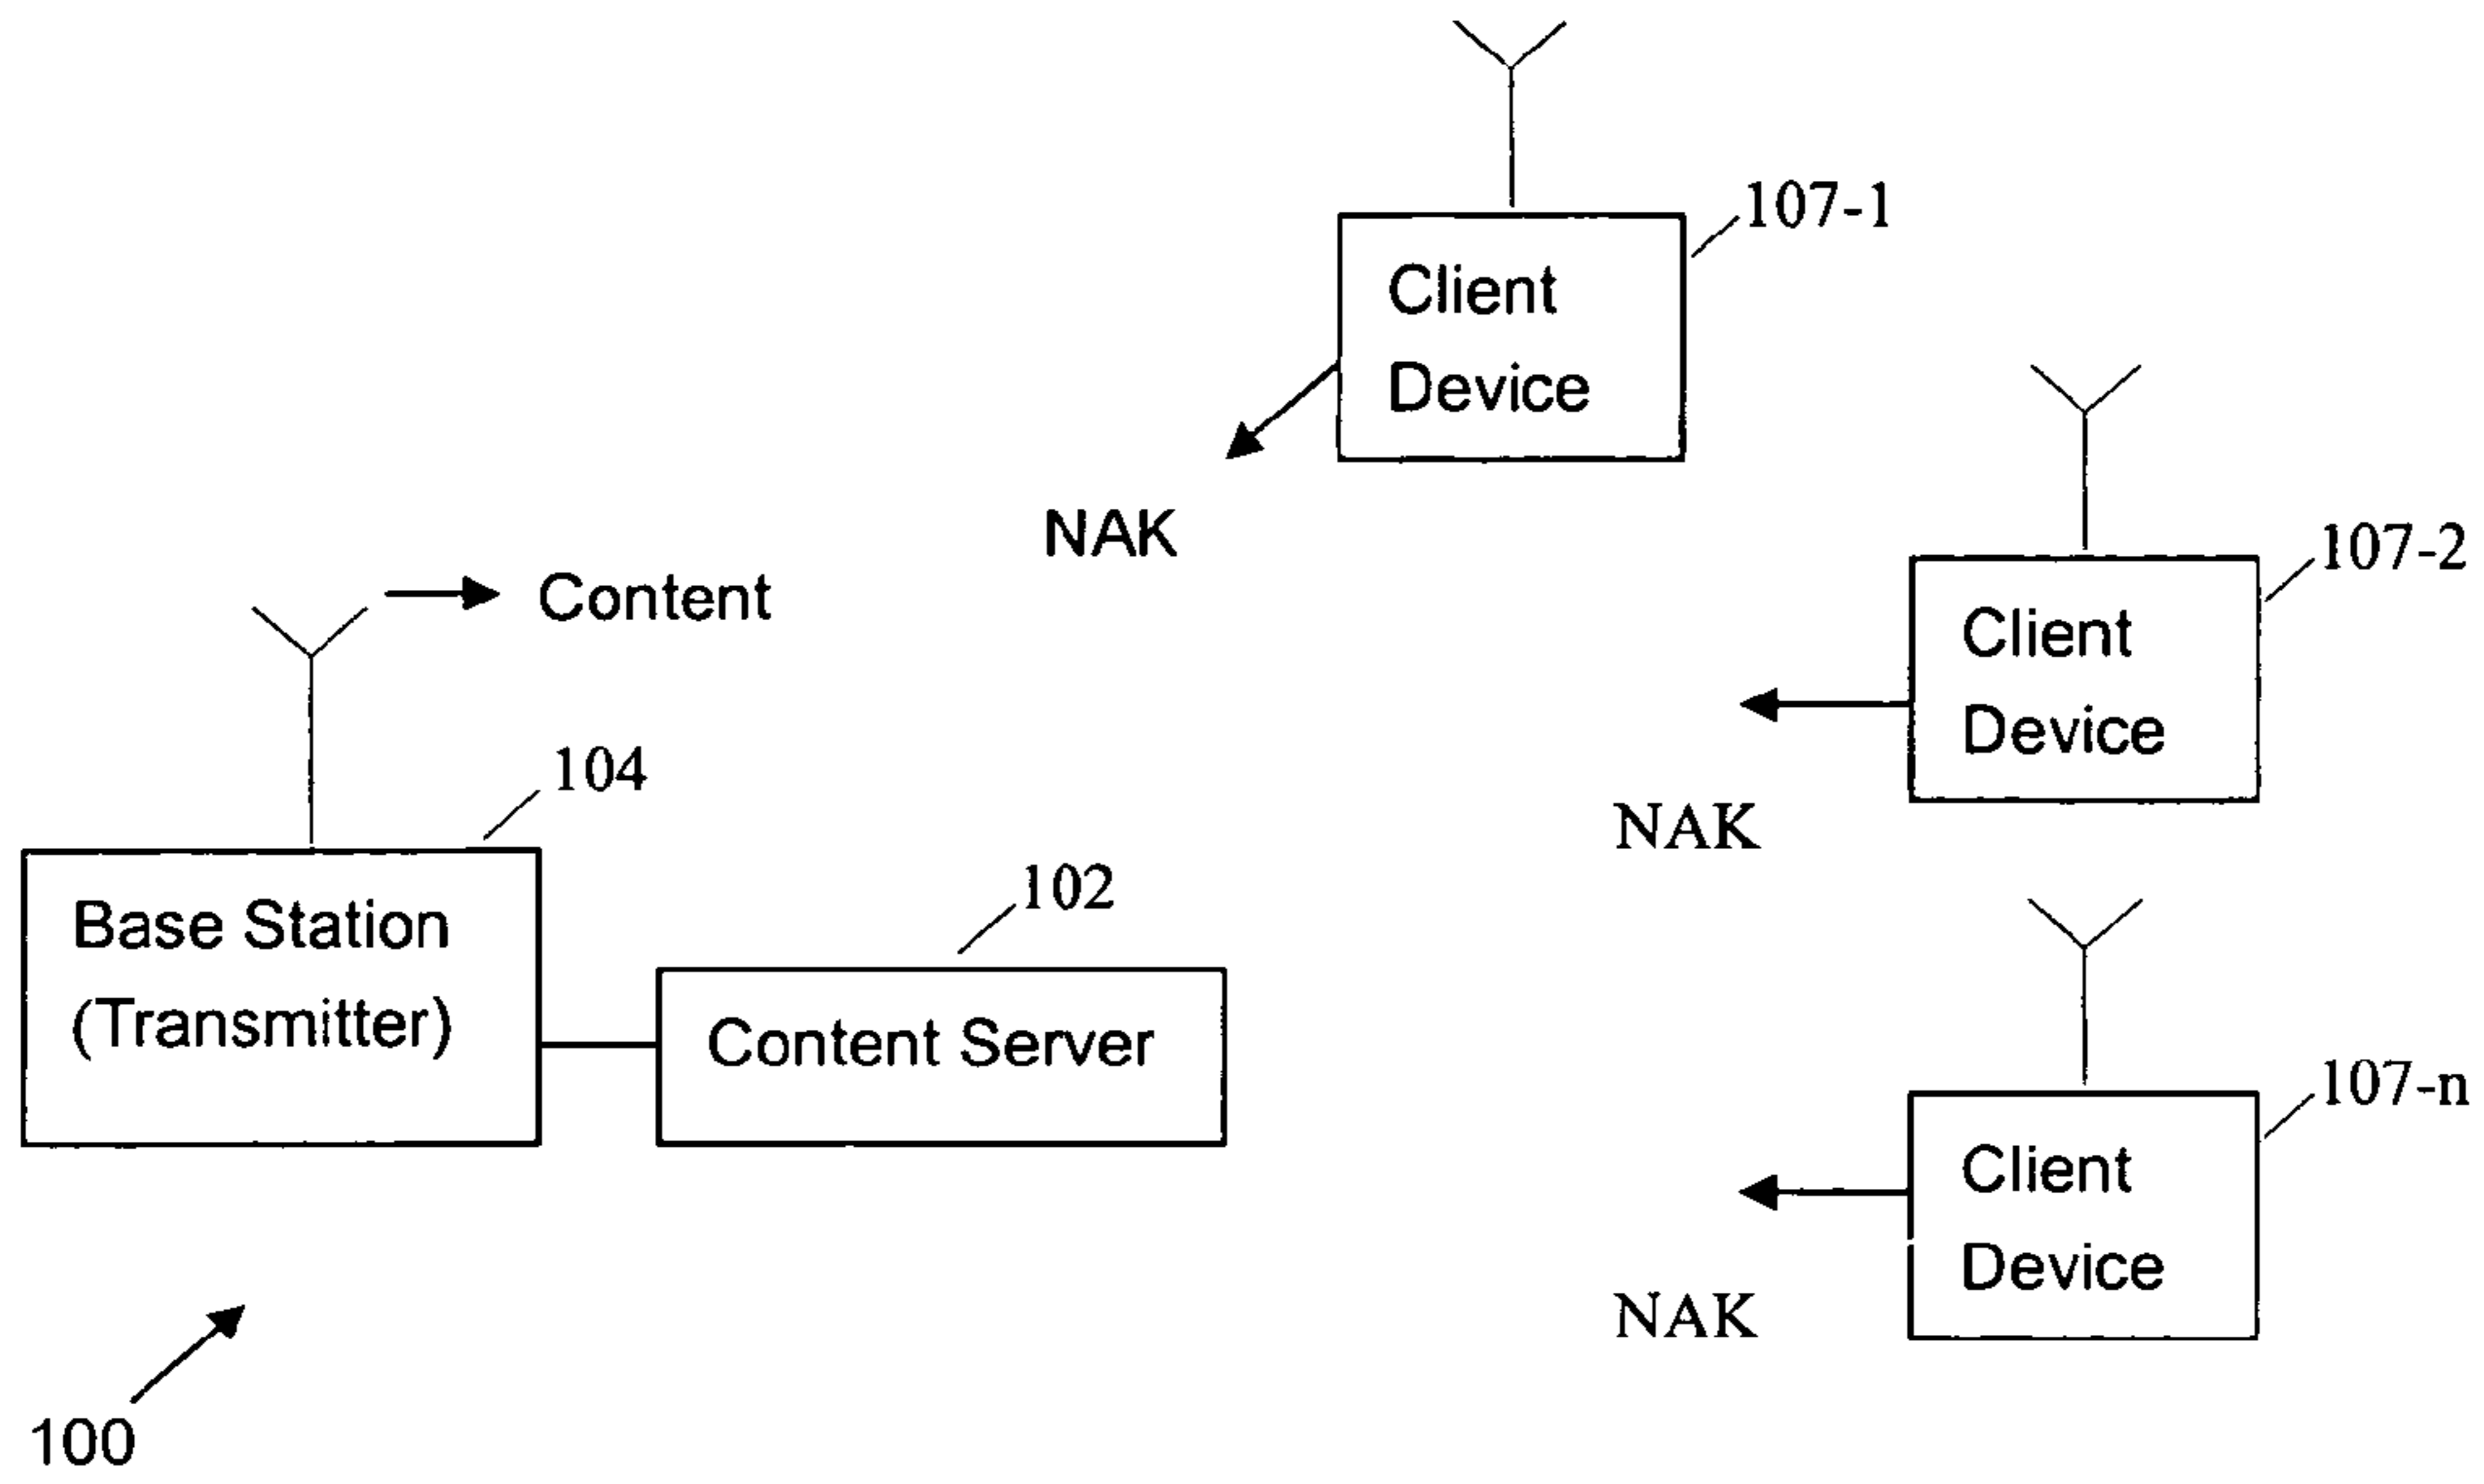 107-1
Client
Device
NAK
107-2
Client
Device
NAK
Content
104
Base Station
(Transmitter)
102
Content Server
107-n
Client
Device
NAK
100